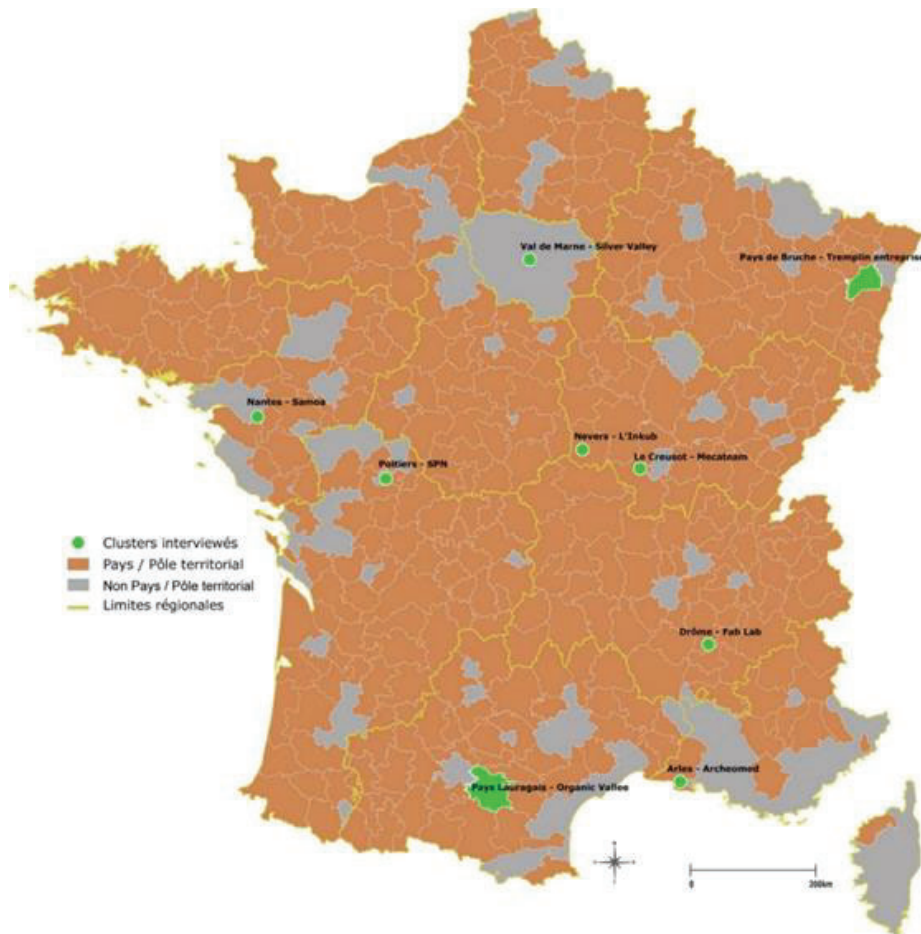 Val de Marne - Silver Valley
Pays de Bruche - Tremplin entreprise
Nantes - Samoa
Nevers - L'Inkub
Le Creusot - Mecateam
Poitiers - SPN
Clusters interviewés
Pays / Pôle territorial
Non Pays / Pôle territorial
Limites régionales
Drôme - Fab Lab
Arles - Archeomed
Pays Lauragais - Organic Vallee
0 200km